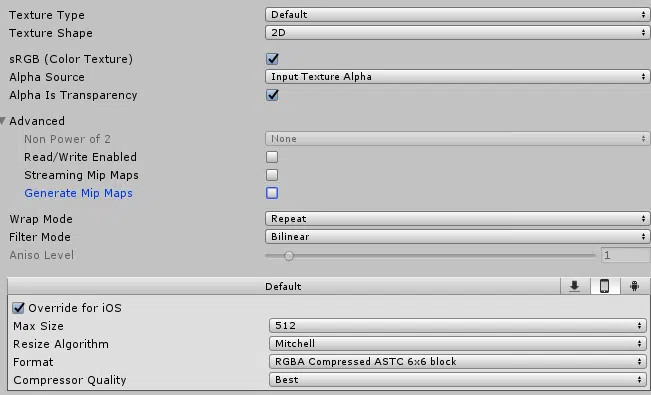 Texture Type Default
Texture Shape 2D
sRGB (Color Texture)
Alpha Source Input Texture Alpha
Alpha Is Transparency
Advanced
Non Power of 2 None
Read/Write Enabled
Streaming Mip Maps
Generate Mip Maps
Wrap Mode Repeat
Filter Mode Bilinear
Aniso Level 1
Default
Override for iOS
Max Size 512
Resize Algorithm Mitchell
Format RGBA Compressed ASTC 6x6 block
Compressor Quality Best